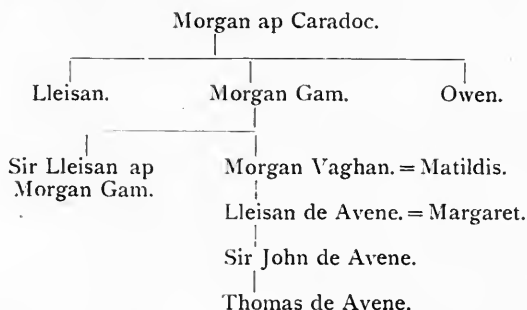 Morgan ap Caradoc.
Lleisan. Morgan Gam. Owen.
Sir Lleisan ap Morgan Vaghan. = Matildis.
Morgan Gam.
Lleisan de Avene. = Margaret.
Sir John de Avene.
Thomas de Avene.